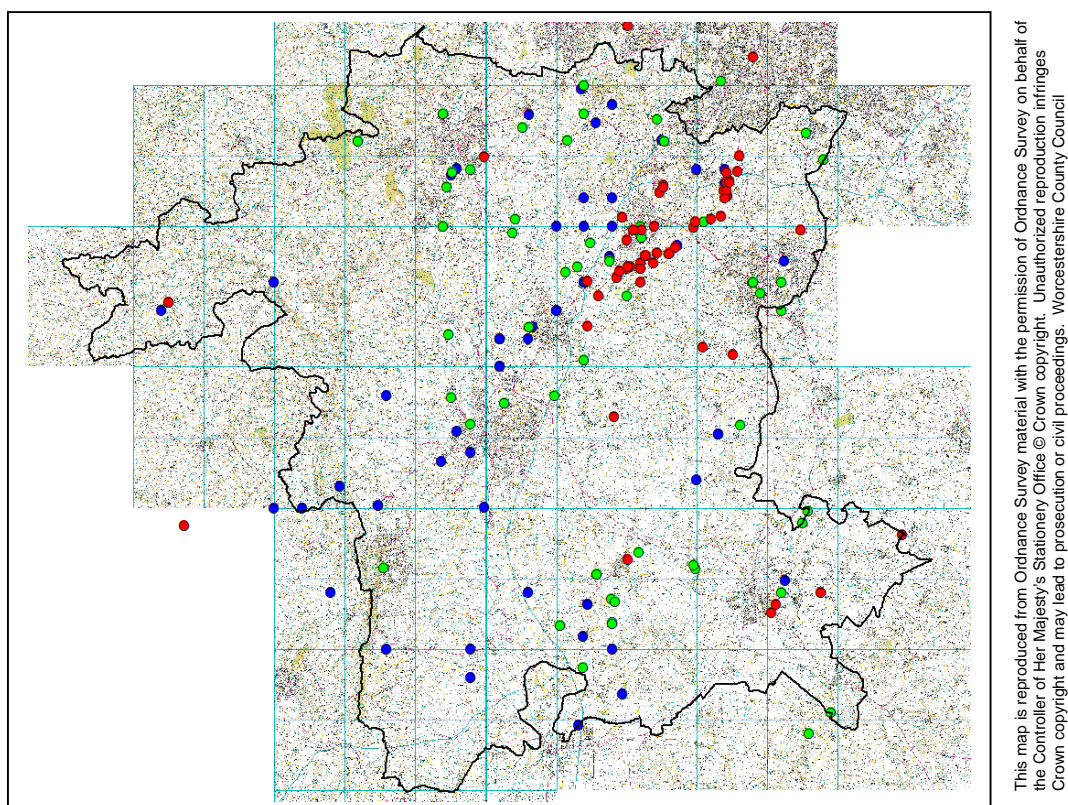 This map is reproduced from Ordnance Survey material with the permission of Ordnance Survey on behalf of
the Controller of Her Majesty's Stationery Office © Crown copyright.  Unauthorized reproduction infringes
Crown copyright and may lead to prosecution or civil proceedings.  Worcestershire County Council